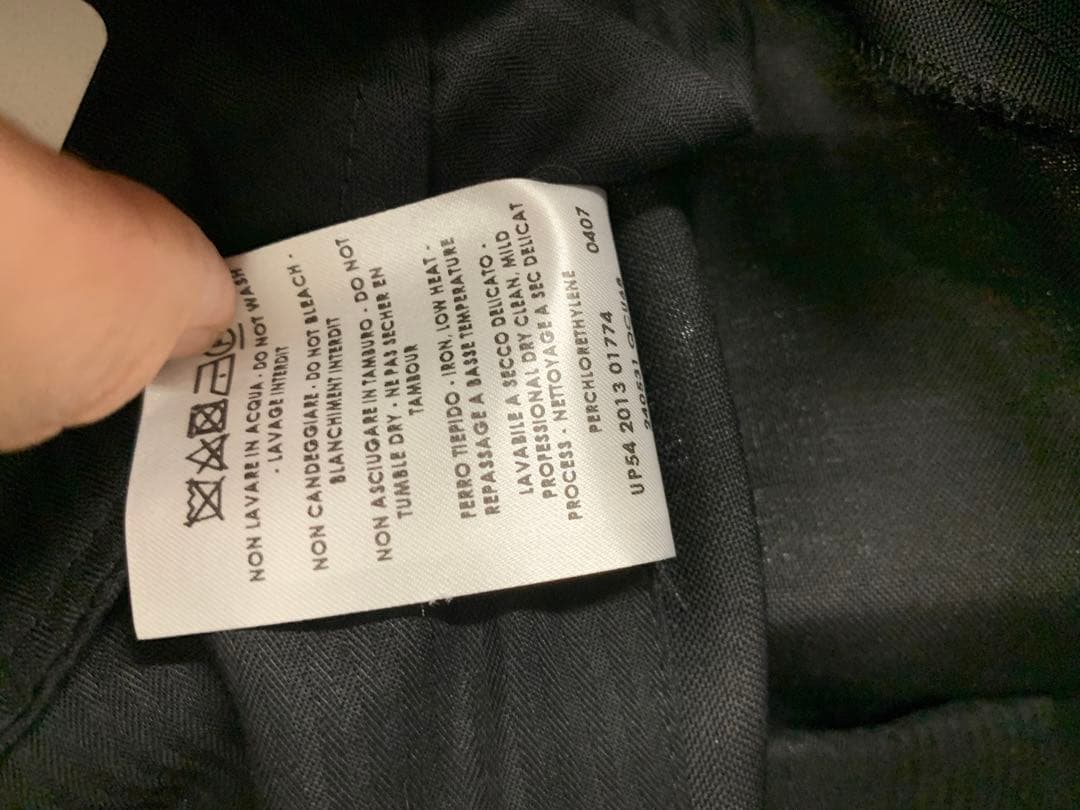 NON LAVARE IN ACQUA - DO NOT WASH
- LAVAGE INTERDIT
NON CANDEGGIARE - DO NOT BLEACH -
BLANCHIMENT INTERDIT
NON ASCIUGARE IN TAMBURO - DO NOT
TUMBLE DRY - NE PAS SECHER EN
TAMBOUR
FERRO TIEPIDO - IRON, LOW HEAT -
REPASSAGE A BASSE TEMPERATURE
LAVABILE A SECCO DELICATO -
PROFESSIONAL DRY CLEAN, MILD
PROCESS - NETTOYAGE A SEC DELICAT
PERCHLORETHYLENE
UP54 2013 01774 0407